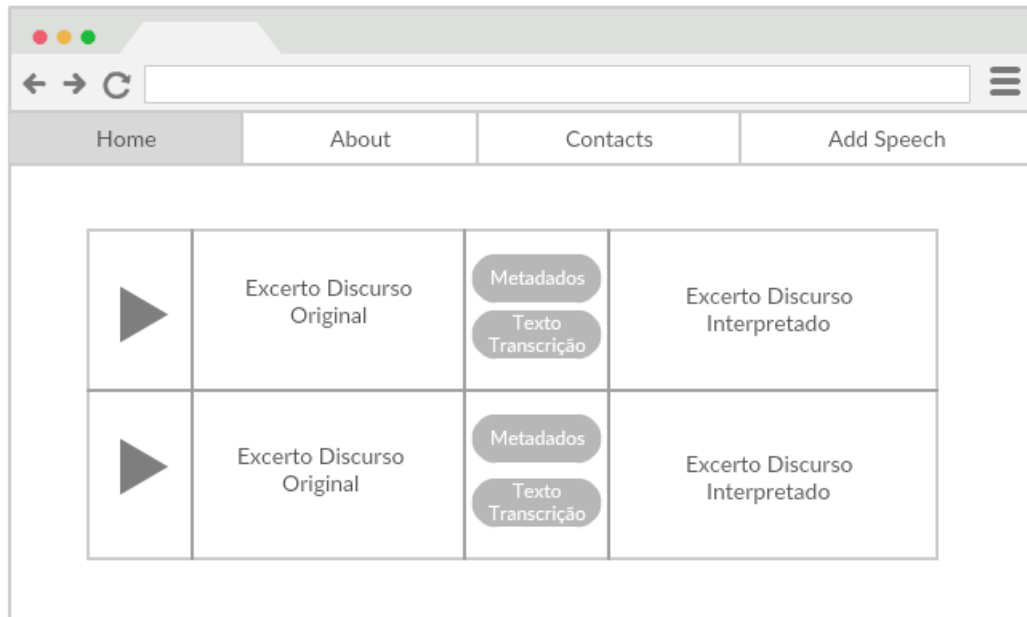 Home
About
Contacts
Add Speech
Excerto Discurso
Original
Metadados
Texto
Transcrição
Excerto Discurso
Interpretado
Excerto Discurso
Original
Metadados
Texto
Transcrição
Excerto Discurso
Interpretado